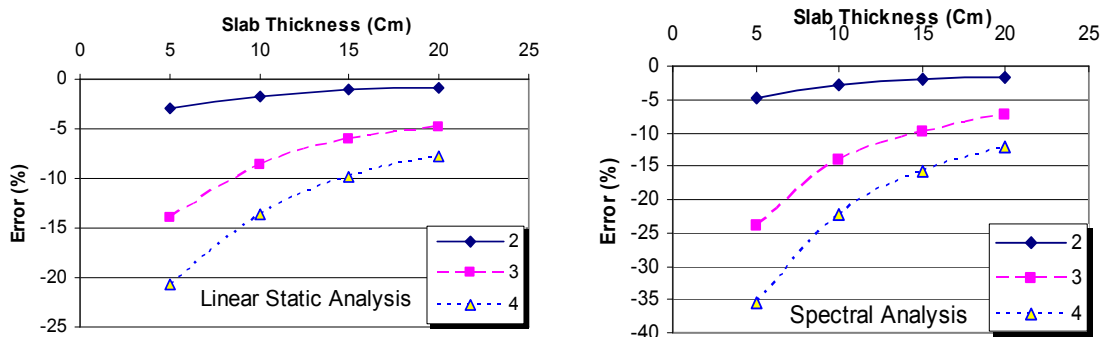 Slab Thickness (Cm)
0 5 10 15 20 25
0
-5
-10
-15
-20
-25
Error (%)
2
3
4
Linear Static Analysis
Slab Thickness (Cm)
0 5 10 15 20 25
0
-5
-10
-15
-20
-25
-30
-35
-40
Error (%)
2
3
4
Spectral Analysis